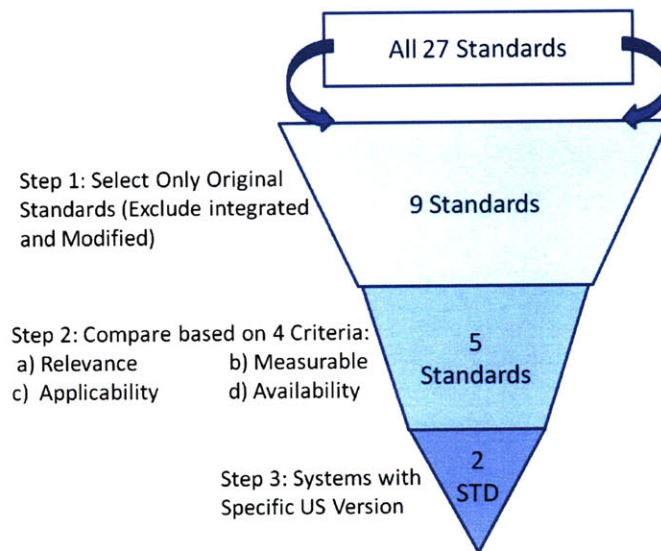 All 27 Standards
Step 1: Select Only Original
Standards (Exclude integrated
and Modified)
9 Standards
Step 2: Compare based on 4 Criteria:
a) Relevance b) Measurable
c) Applicability d) Availability
5
Standards
Step 3: Systems with
Specific US Version
2
STD